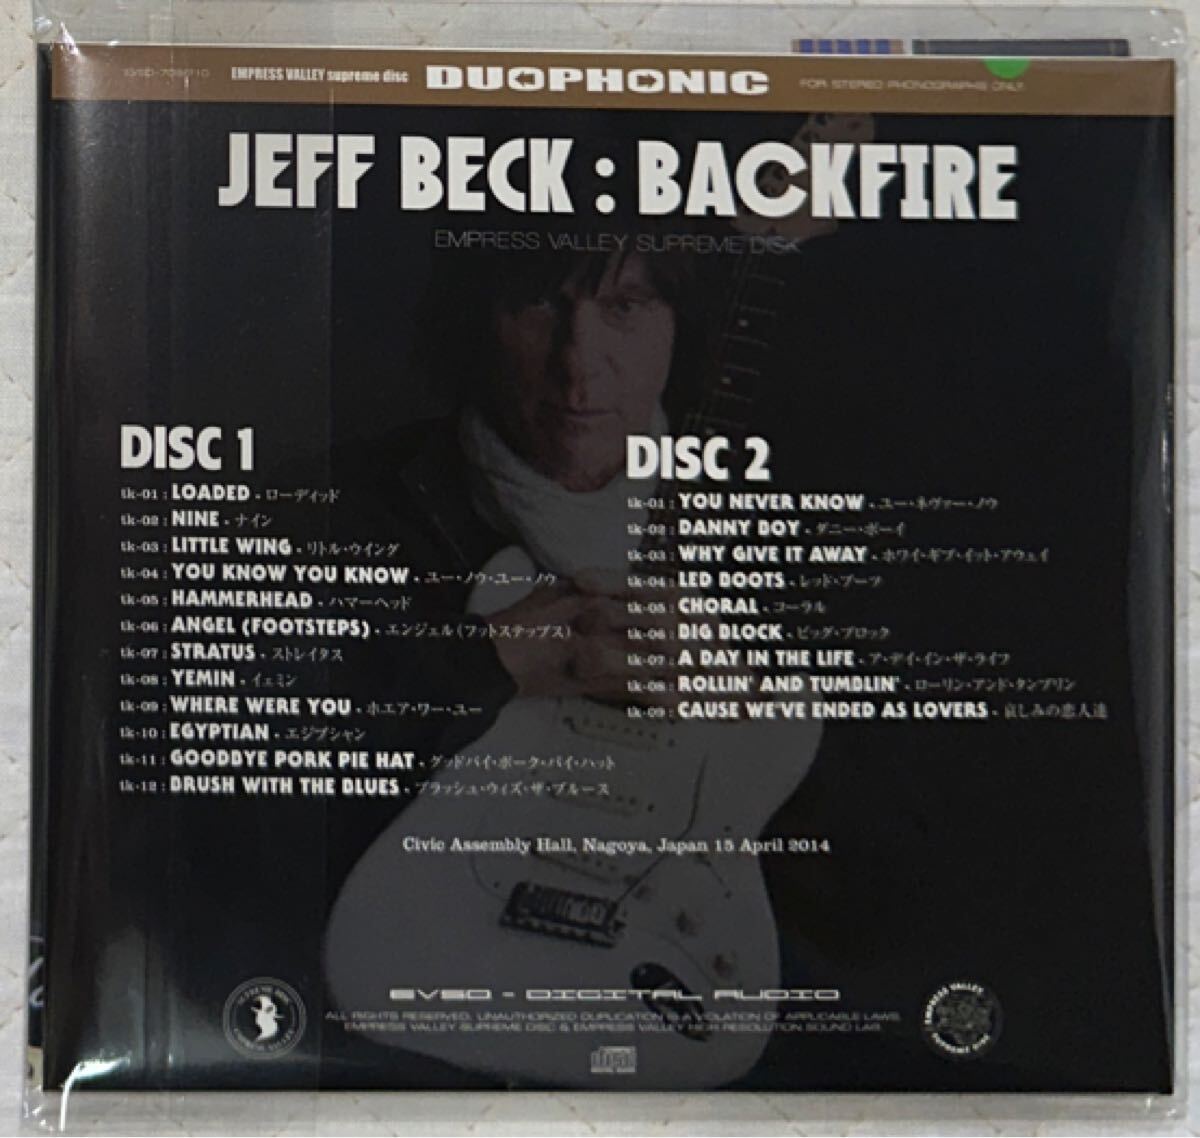 EMPRESS VALLEY supreme disc DUOPHONIC FOR STEREO PHONOGRAPHS ONLY
JEFF BECK : BACKFIRE
EMPRESS VALLEY SUPREME DISK
DISC 1
tk-01 : LOADED - ローディッド
tk-02 : NINE - ナイン
tk-03 : LITTLE WING - リトル・ウイング
tk-04 : YOU KNOW YOU KNOW - ユー・ノウ・ユー・ノウ
tk-05 : HAMMERHEAD - ハマーヘッド
tk-06 : ANGEL (FOOTSTEPS) - エンジェル(フットステップス)
tk-07 : STRATUS - ストレイタス
tk-08 : YEMIN - イェミン
tk-09 : WHERE WERE YOU - ホエア・ワー・ユー
tk-10 : EGYPTIAN - エジプシャン
tk-11 : GOODBYE PORK PIE HAT - グッドバイ・ポーク・パイ・ハット
tk-12 : BRUSH WITH THE BLUES - ブラッシュ・ウィズ・ザ・ブルース
DISC 2
tk-01 : YOU NEVER KNOW - ユー・ネヴァー・ノウ
tk-02 : DANNY BOY - ダニー・ボーイ
tk-03 : WHY GIVE IT AWAY - ホワイ・ギブ・イット・アウェイ
tk-04 : LED BOOTS - レッド・ブーツ
tk-05 : CHORAL - コーラル
tk-06 : BIG BLOCK - ビッグ・ブロック
tk-07 : A DAY IN THE LIFE - ア・デイ・イン・ザ・ライフ
tk-08 : ROLLIN' AND TUMBLIN' - ローリン・アンド・タンブリン
tk-09 : CAUSE WE'VE ENDED AS LOVERS - 哀しみの恋人達
Civic Assembly Hall, Nagoya, Japan 15 April 2014
EVSD - DIGITAL AUDIO
ALL RIGHTS RESERVED. UNAUTHORIZED DUPLICATION IS A VIOLATION OF APPLICABLE LAWS.
EMPRESS VALLEY SUPREME DISC & EMPRESS VALLEY HIGH RESOLUTION SOUND LAB.
EMPRESS VALLEY SUPREME DISK